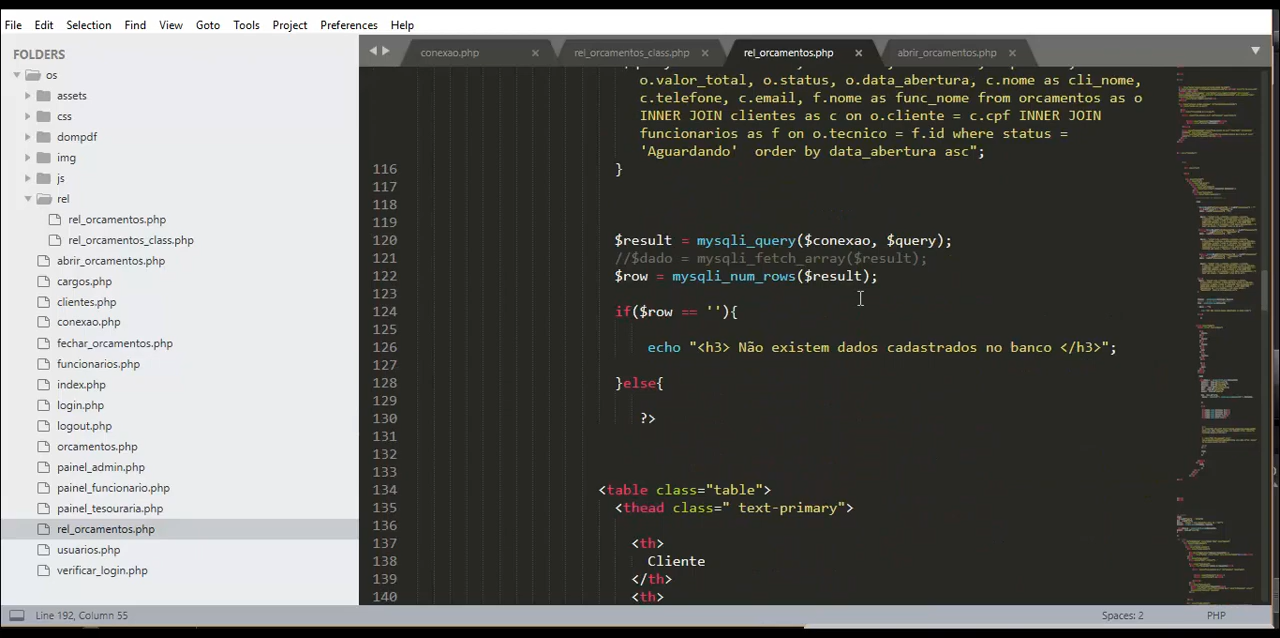 File Edit Selection Find View Goto Tools Project Preferences Help
FOLDERS
os
assets
css
dompdf
img
js
rel
rel_orcamentos.php
rel_orcamentos_class.php
abrir_orcamentos.php
cargos.php
clientes.php
conexao.php
fechar_orcamentos.php
funcionarios.php
index.php
login.php
logout.php
orcamentos.php
painel_admin.php
painel_funcionario.php
painel_tesouraria.php
rel_orcamentos.php
usuarios.php
verificar_login.php
conexao.php × rel_orcamentos_class.php × rel_orcamentos.php × abrir_orcamentos.php ×
o.valor_total, o.status, o.data_abertura, c.nome as cli_nome,
c.telefone, c.email, f.nome as func_nome from orcamentos as o
INNER JOIN clientes as c on o.cliente = c.cpf INNER JOIN
funcionarios as f on o.tecnico = f.id where status =
'Aguardando'  order by data_abertura asc";
116 }
117
118
119
120 $result = mysqli_query($conexao, $query);
121 //$dado = mysqli_fetch_array($result);
122 $row = mysqli_num_rows($result);
123
124 if($row == ''){
125
126 echo "<h3> Não existem dados cadastrados no banco </h3>";
127
128 }else{
129
130 ?>
131
132
133
134 <table class="table">
135 <thead class=" text-primary">
136
137 <th>
138 Cliente
139 </th>
140 <th>
Line 192, Column 55 Spaces: 2 PHP